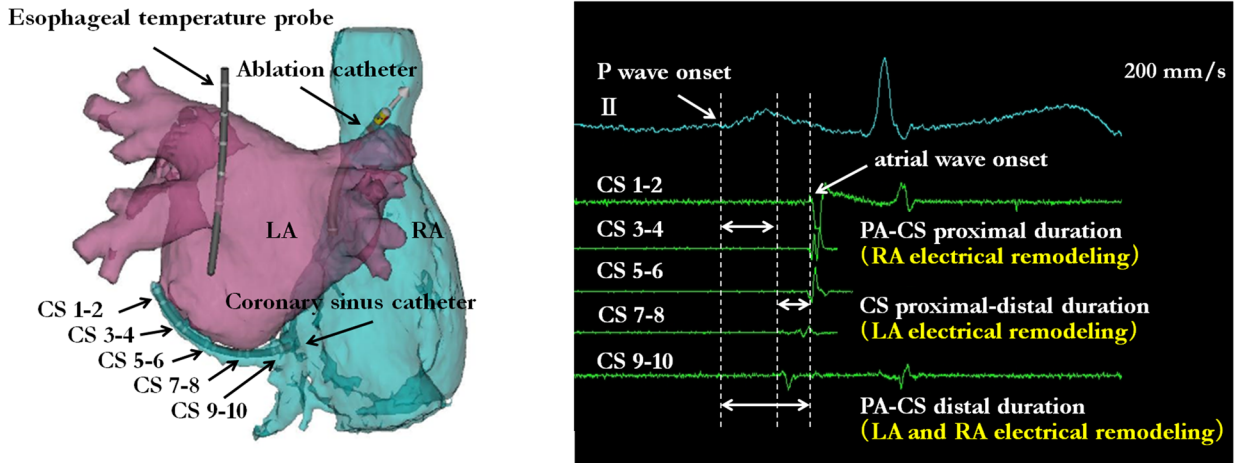 Esophageal temperature probe
Ablation catheter
LA
RA
Coronary sinus catheter
CS 1-2
CS 3-4
CS 5-6
CS 7-8
CS 9-10
P wave onset
200 mm/s
II
atrial wave onset
CS 1-2
CS 3-4
PA-CS proximal duration
(RA electrical remodeling)
CS 5-6
CS proximal-distal duration
CS 7-8
(LA electrical remodeling)
CS 9-10
PA-CS distal duration
(LA and RA electrical remodeling)